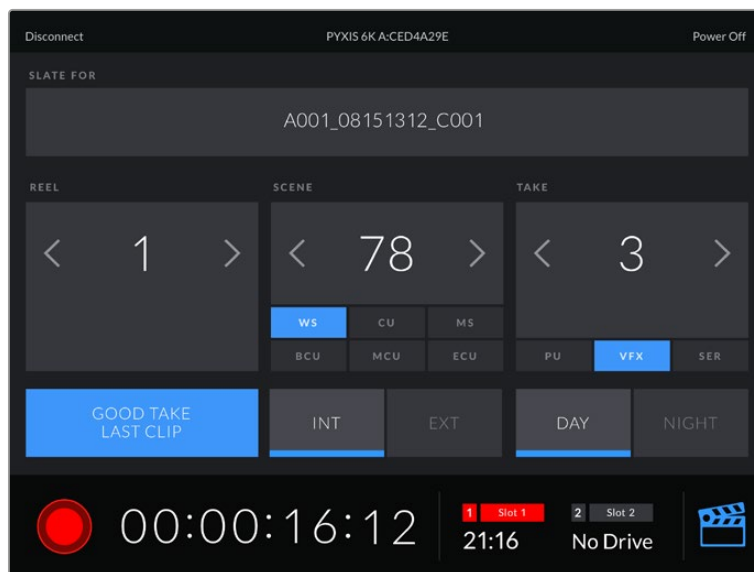 Disconnect PYXIS 6K A:CED4A29E Power Off
SLATE FOR
A001_08151312_C001
REEL SCENE TAKE
< 1 > < 78 > < 3 >
WS CU MS
BCU MCU ECU PU VFX SER
GOOD TAKE
LAST CLIP
INT EXT DAY NIGHT
00:00:16:12
1 Slot 1 2 Slot 2
21:16 No Drive